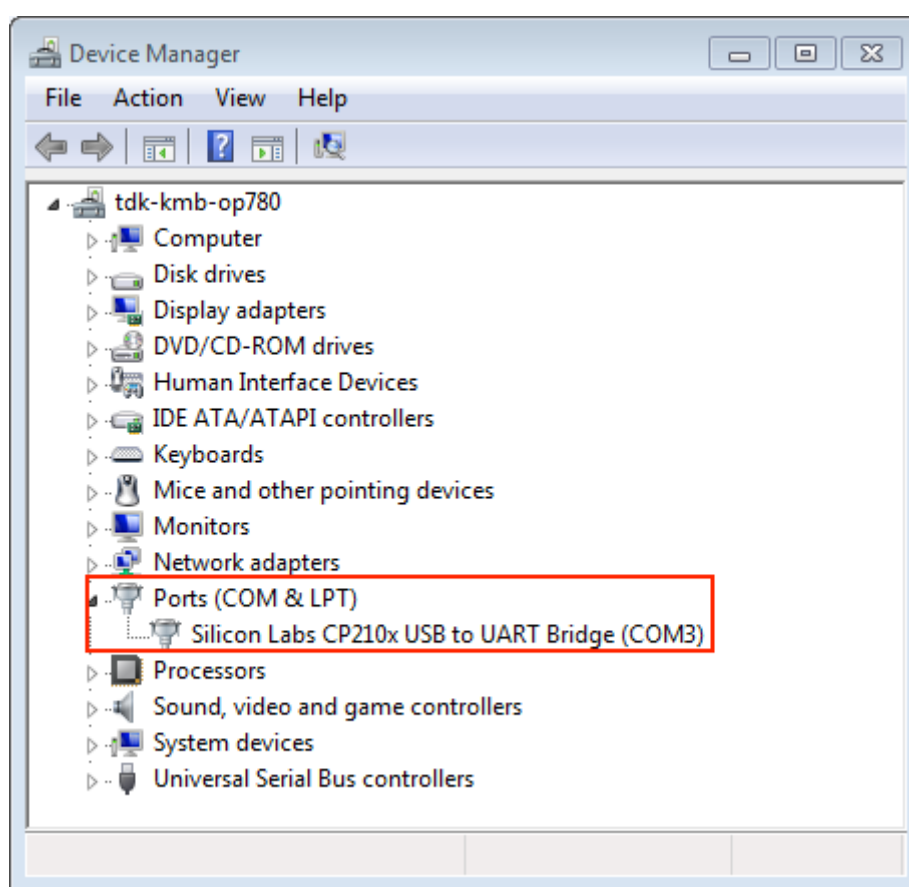 Device Manager
File Action View Help
tdk-kmb-op780
Computer
Disk drives
Display adapters
DVD/CD-ROM drives
Human Interface Devices
IDE ATA/ATAPI controllers
Keyboards
Mice and other pointing devices
Monitors
Network adapters
Ports (COM & LPT)
Silicon Labs CP210x USB to UART Bridge (COM3)
Processors
Sound, video and game controllers
System devices
Universal Serial Bus controllers